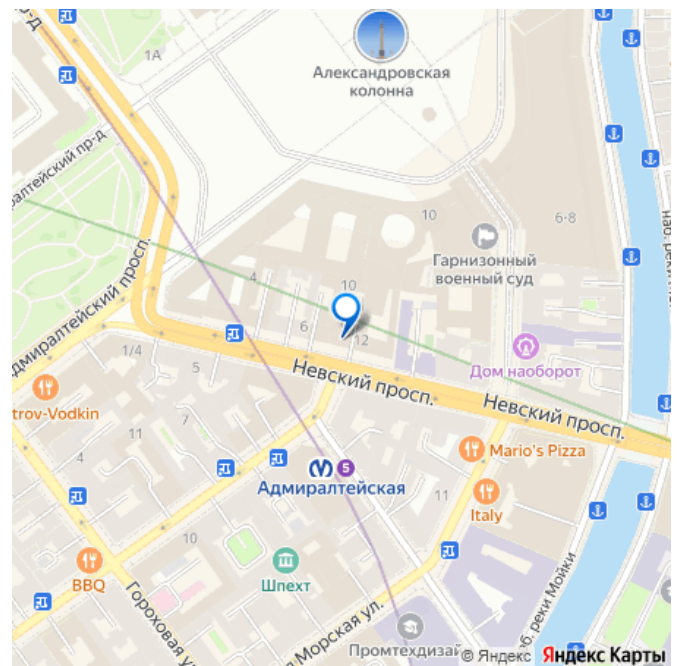 1А
Александровская
колонна
ралтейский пр-д
10
6-8
Гарнизонный
военный суд
наб. реки
4
10
6
12
Адмиралтейский просп.
Дом наоборот
1/4
Невский просп.
Невский просп.
trov-Vodkin
5
7
11
Mario's Pizza
4
5
Адмиралтейская
11
Italy
10
BBQ
Шпехт
Гороховая у
я Морская ул.
наб. реки Мойки
Промтехдизай
© Яндекс Яндекс Карты